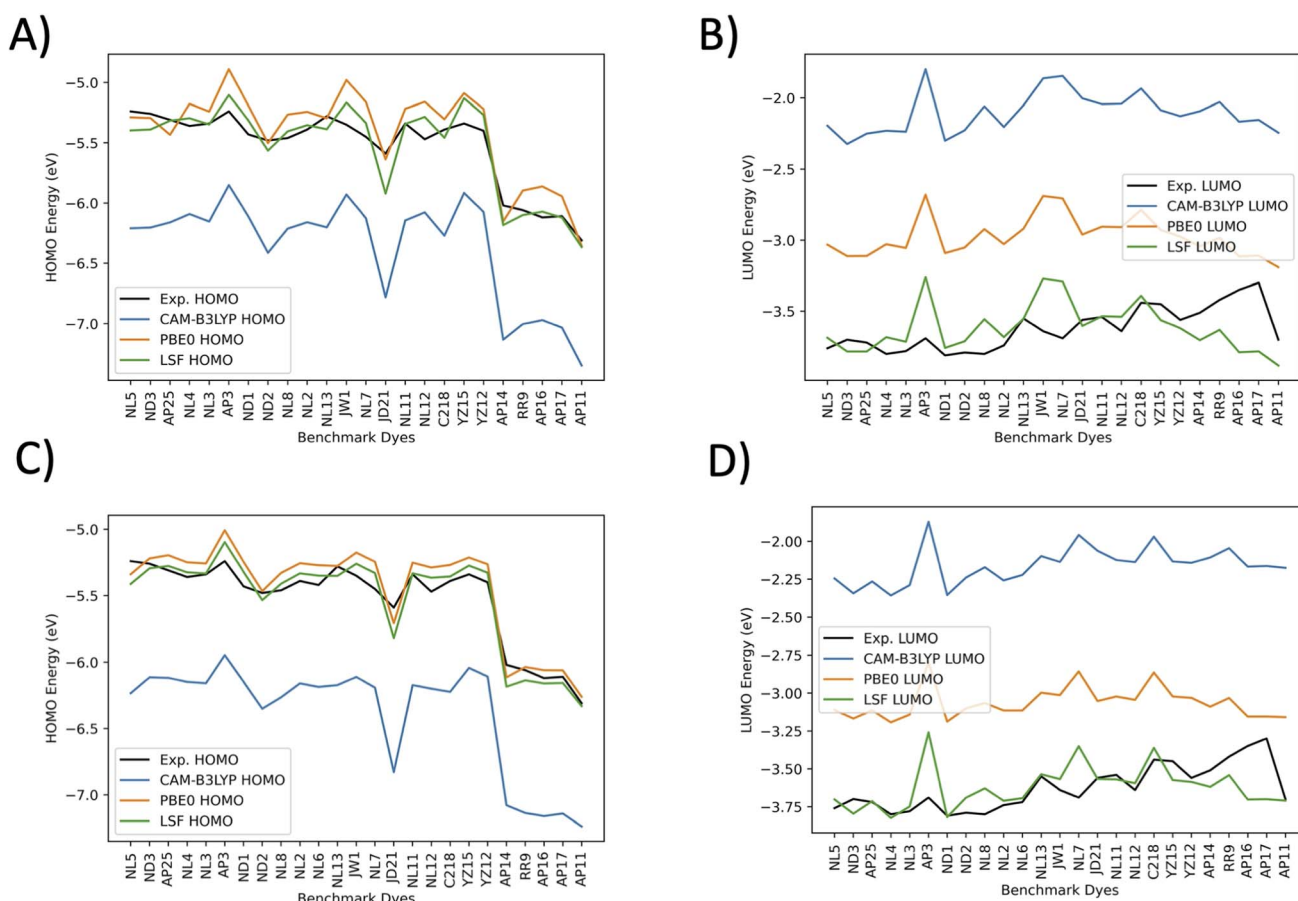 A)
−5.0
−5.5
−6.0
−6.5
−7.0
HOMO Energy (eV)
Exp. HOMO
CAM-B3LYP HOMO
PBE0 HOMO
LSF HOMO
NL5 ND3 AP25 NL4 NL3 AP3 ND1 ND2 NL8 NL2 NL13 JW1 NL7 JD21 NL11 NL12 C218 YZ15 YZ12 AP14 RR9 AP16 AP17 AP11
Benchmark Dyes
B)
−2.0
−2.5
−3.0
−3.5
LUMO Energy (eV)
Exp. LUMO
CAM-B3LYP LUMO
PBE0 LUMO
LSF LUMO
NL5 ND3 AP25 NL4 NL3 AP3 ND1 ND2 NL8 NL2 NL13 JW1 NL7 JD21 NL11 NL12 C218 YZ15 YZ12 AP14 RR9 AP16 AP17 AP11
Benchmark Dyes
C)
−5.0
−5.5
−6.0
−6.5
−7.0
HOMO Energy (eV)
Exp. HOMO
CAM-B3LYP HOMO
PBE0 HOMO
LSF HOMO
NL5 ND3 AP25 NL4 NL3 AP3 ND1 ND2 NL8 NL2 NL6 NL13 JW1 NL7 JD21 NL11 NL12 C218 YZ15 YZ12 AP14 RR9 AP16 AP17 AP11
Benchmark Dyes
D)
−2.00
−2.25
−2.50
−2.75
−3.00
−3.25
−3.50
−3.75
LUMO Energy (eV)
Exp. LUMO
CAM-B3LYP LUMO
PBE0 LUMO
LSF LUMO
NL5 ND3 AP25 NL4 NL3 AP3 ND1 ND2 NL8 NL2 NL6 NL13 JW1 NL7 JD21 NL11 NL12 C218 YZ15 YZ12 AP14 RR9 AP16 AP17 AP11
Benchmark Dyes